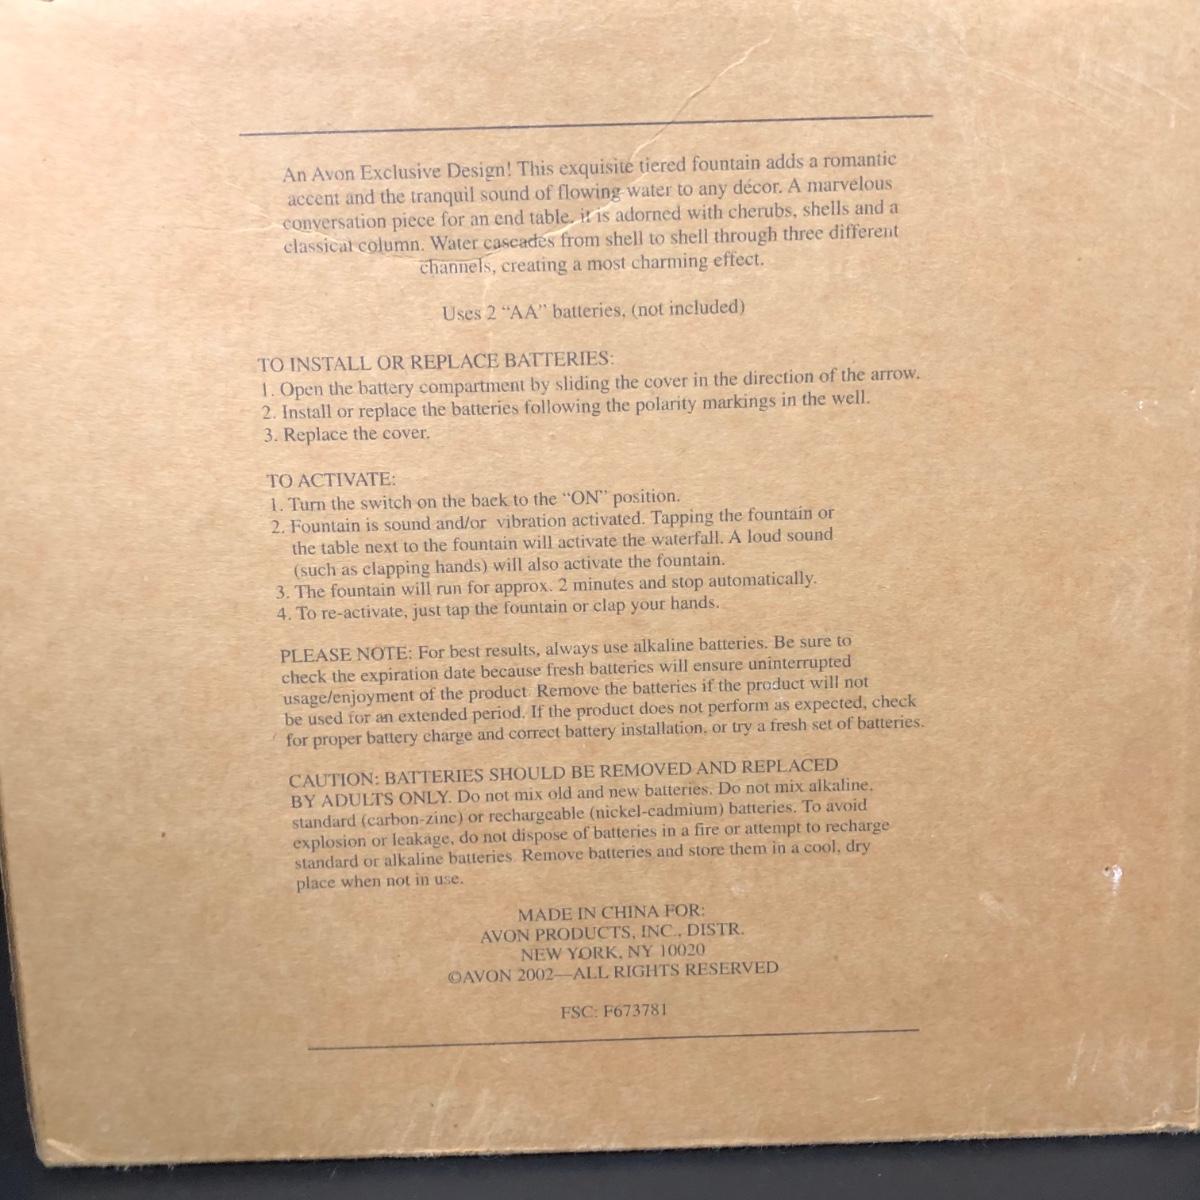 An Avon Exclusive Design! This exquisite tiered fountain adds a romantic
accent and the tranquil sound of flowing water to any décor. A marvelous
conversation piece for an end table, it is adorned with cherubs, shells and a
classical column. Water cascades from shell to shell through three different
channels, creating a most charming effect.
Uses 2 “AA” batteries, (not included)
TO INSTALL OR REPLACE BATTERIES:
1. Open the battery compartment by sliding the cover in the direction of the arrow.
2. Install or replace the batteries following the polarity markings in the well.
3. Replace the cover.
TO ACTIVATE:
1. Turn the switch on the back to the “ON” position.
2. Fountain is sound and/or vibration activated. Tapping the fountain or
the table next to the fountain will activate the waterfall. A loud sound
(such as clapping hands) will also activate the fountain.
3. The fountain will run for approx. 2 minutes and stop automatically.
4. To re-activate, just tap the fountain or clap your hands.
PLEASE NOTE: For best results, always use alkaline batteries. Be sure to
check the expiration date because fresh batteries will ensure uninterrupted
usage/enjoyment of the product. Remove the batteries if the product will not
be used for an extended period. If the product does not perform as expected, check
for proper battery charge and correct battery installation, or try a fresh set of batteries.
CAUTION: BATTERIES SHOULD BE REMOVED AND REPLACED
BY ADULTS ONLY. Do not mix old and new batteries. Do not mix alkaline,
standard (carbon-zinc) or rechargeable (nickel-cadmium) batteries. To avoid
explosion or leakage, do not dispose of batteries in a fire or attempt to recharge
standard or alkaline batteries. Remove batteries and store them in a cool, dry
place when not in use.
MADE IN CHINA FOR:
AVON PRODUCTS, INC., DISTR.
NEW YORK, NY 10020
©AVON 2002—ALL RIGHTS RESERVED
FSC: F673781